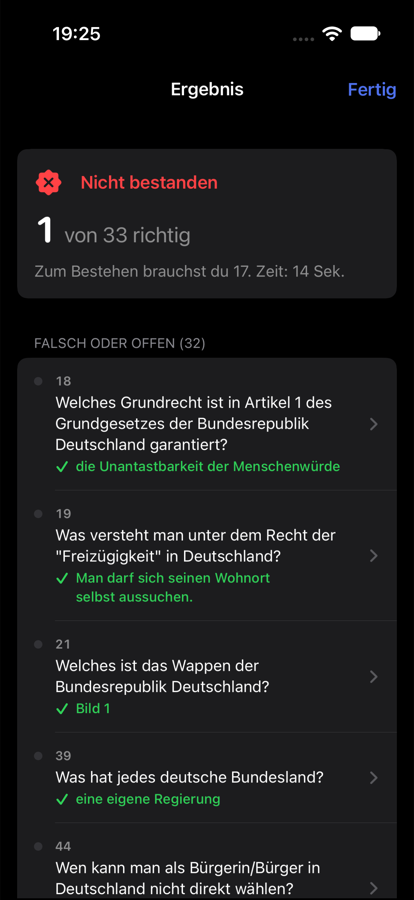 19:25
Ergebnis
Fertig
Nicht bestanden
1 von 33 richtig
Zum Bestehen brauchst du 17. Zeit: 14 Sek.
FALSCH ODER OFFEN (32)
18
Welches Grundrecht ist in Artikel 1 des
Grundgesetzes der Bundesrepublik
Deutschland garantiert?
die Unantastbarkeit der Menschenwürde
19
Was versteht man unter dem Recht der
"Freizügigkeit" in Deutschland?
Man darf sich seinen Wohnort
selbst aussuchen.
21
Welches ist das Wappen der
Bundesrepublik Deutschland?
Bild 1
39
Was hat jedes deutsche Bundesland?
eine eigene Regierung
44
Wen kann man als Bürgerin/Bürger in
Deutschland nicht direkt wählen?